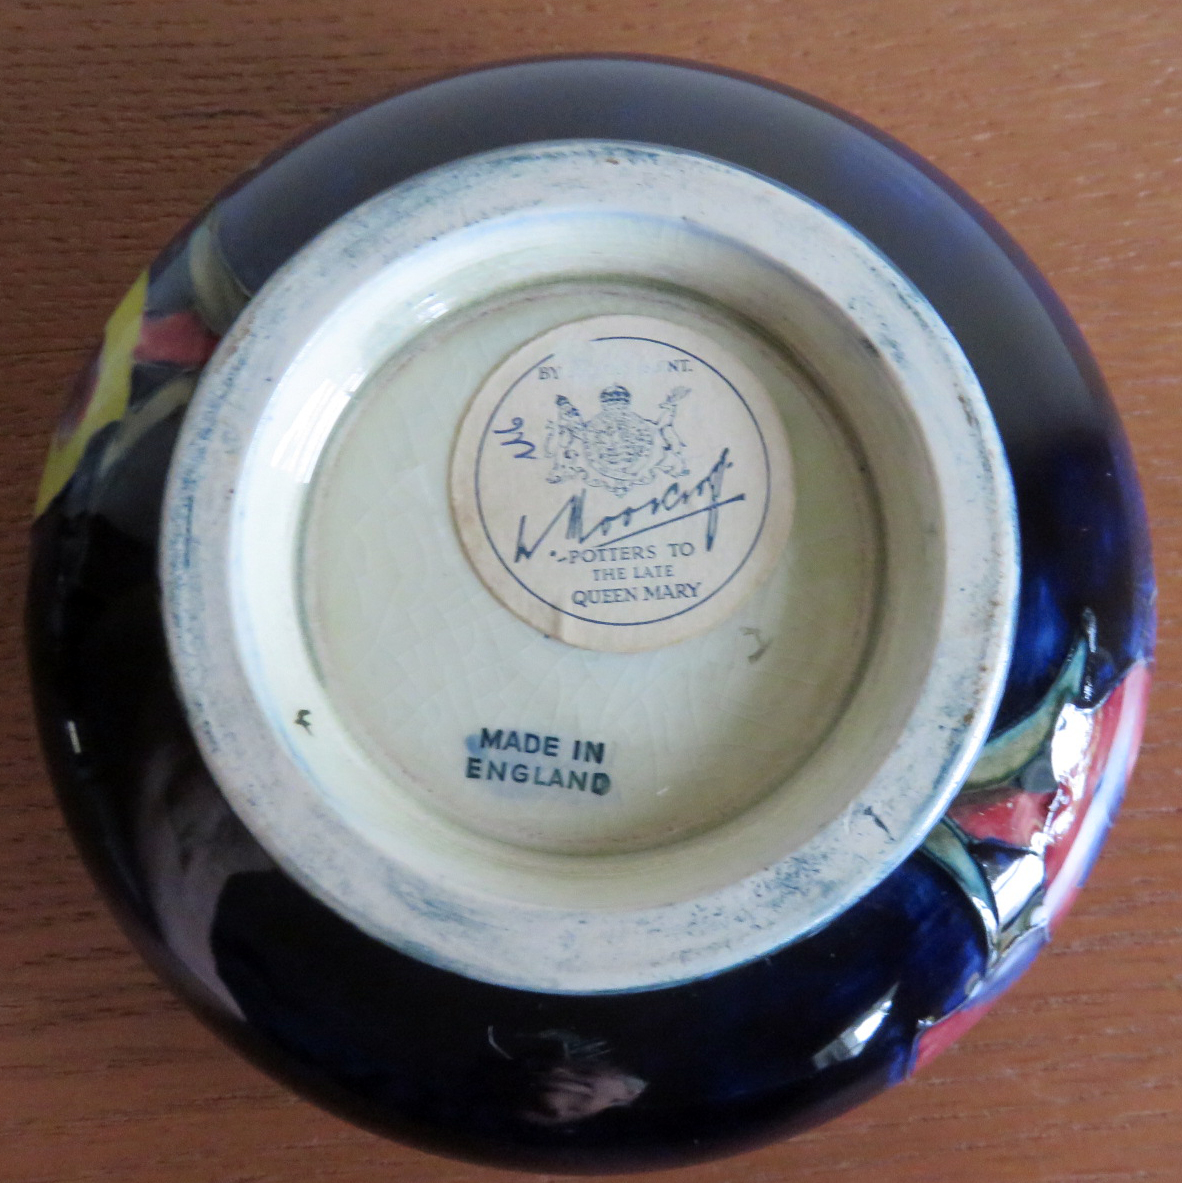 BY NT.
W. Moorcroft
POTTERS TO
THE LATE
QUEEN MARY
MADE IN
ENGLAND